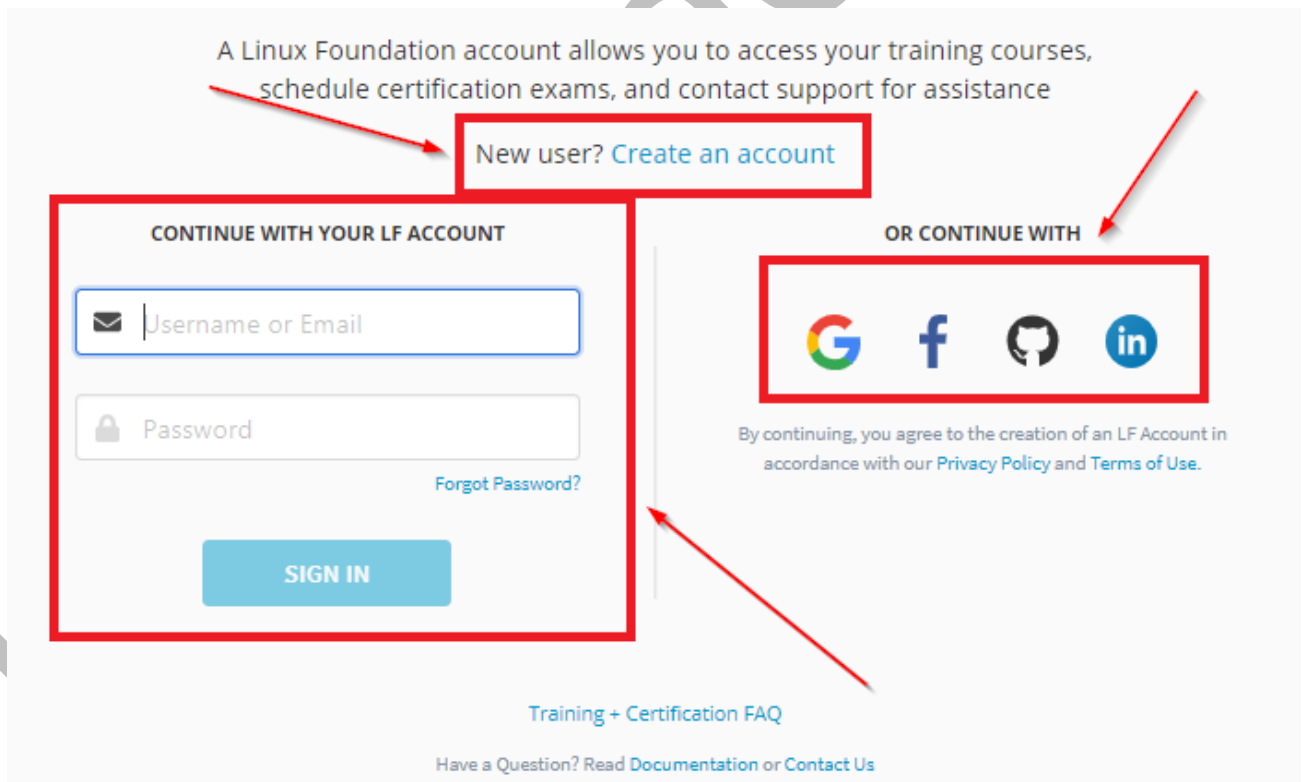 A Linux Foundation account allows you to access your training courses,
schedule certification exams, and contact support for assistance
New user? Create an account
CONTINUE WITH YOUR LF ACCOUNT
Username or Email
Password
Forgot Password?
SIGN IN
OR CONTINUE WITH
G f in
By continuing, you agree to the creation of an LF Account in
accordance with our Privacy Policy and Terms of Use.
Training + Certification FAQ
Have a Question? Read Documentation or Contact Us